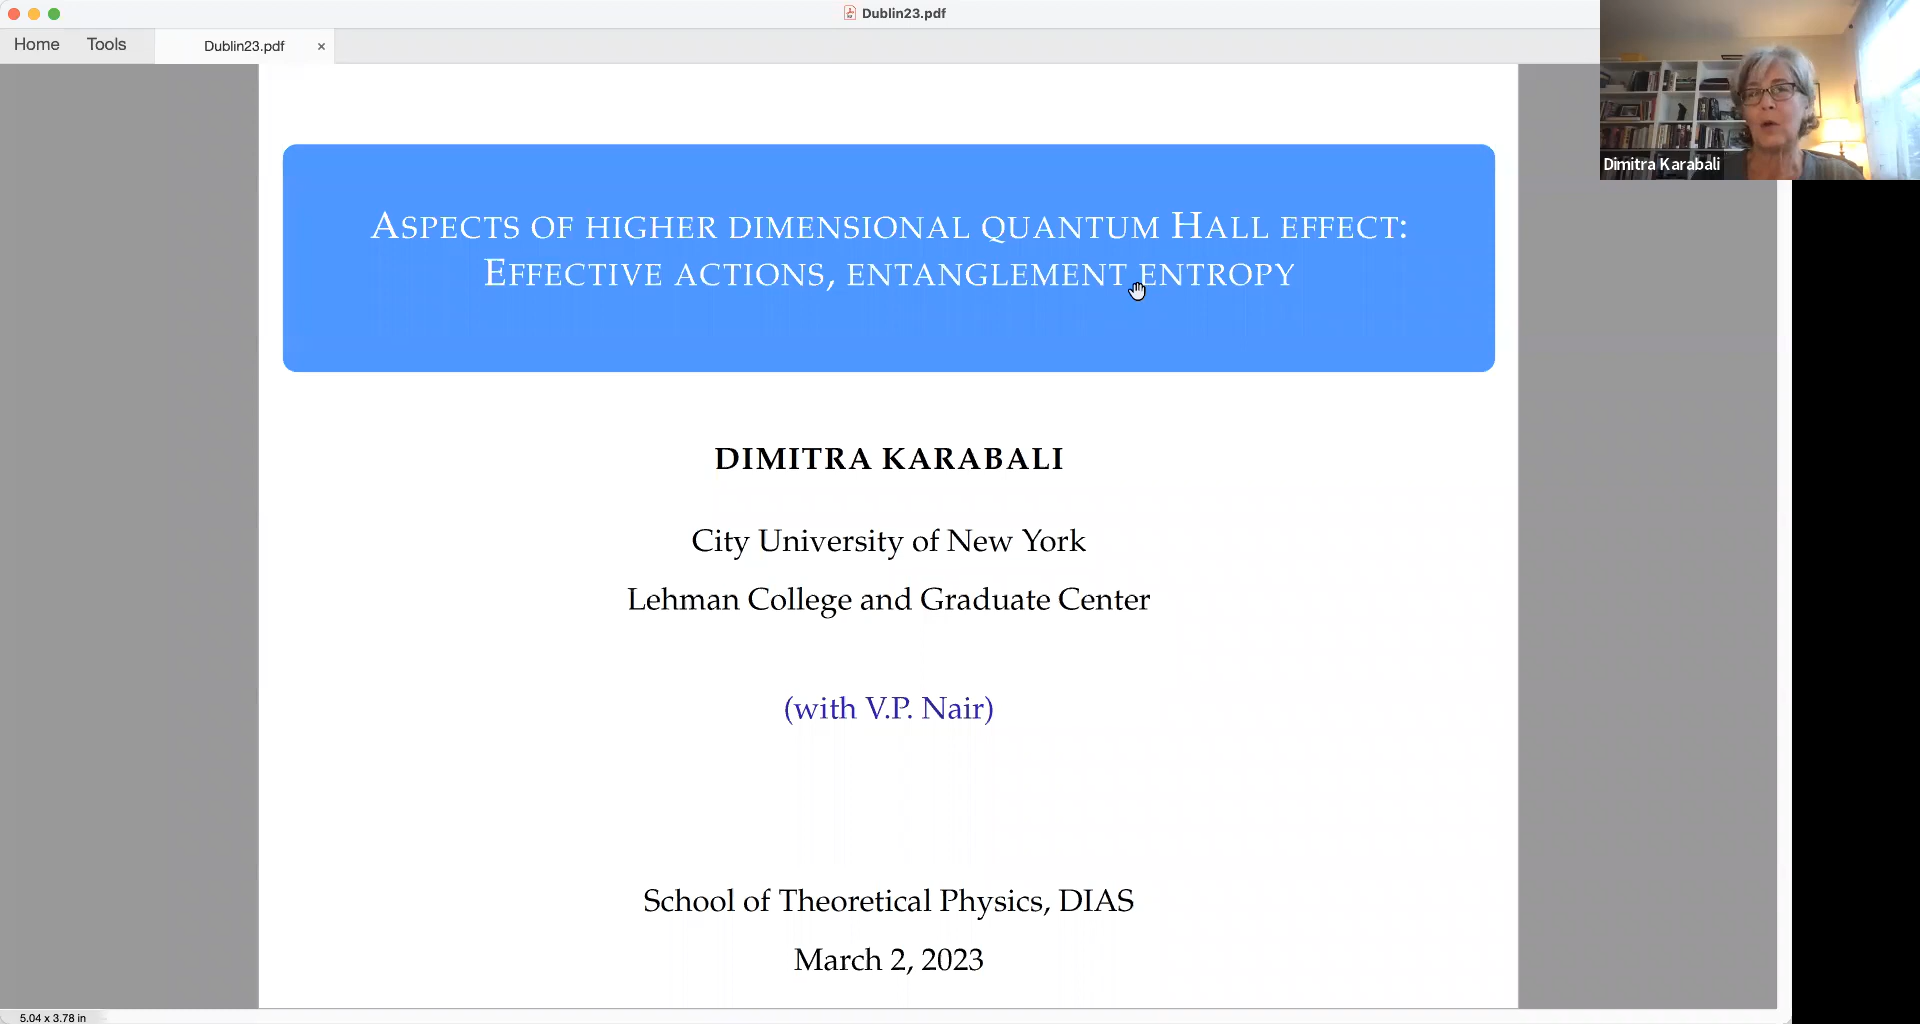 Dublin23.pdf
Home Tools Dublin23.pdf ×
Dimitra Karabali
ASPECTS OF HIGHER DIMENSIONAL QUANTUM HALL EFFECT:
EFFECTIVE ACTIONS, ENTANGLEMENT ENTROPY
DIMITRA KARABALI
City University of New York
Lehman College and Graduate Center
(with V.P. Nair)
School of Theoretical Physics, DIAS
March 2, 2023
5.04 x 3.78 in